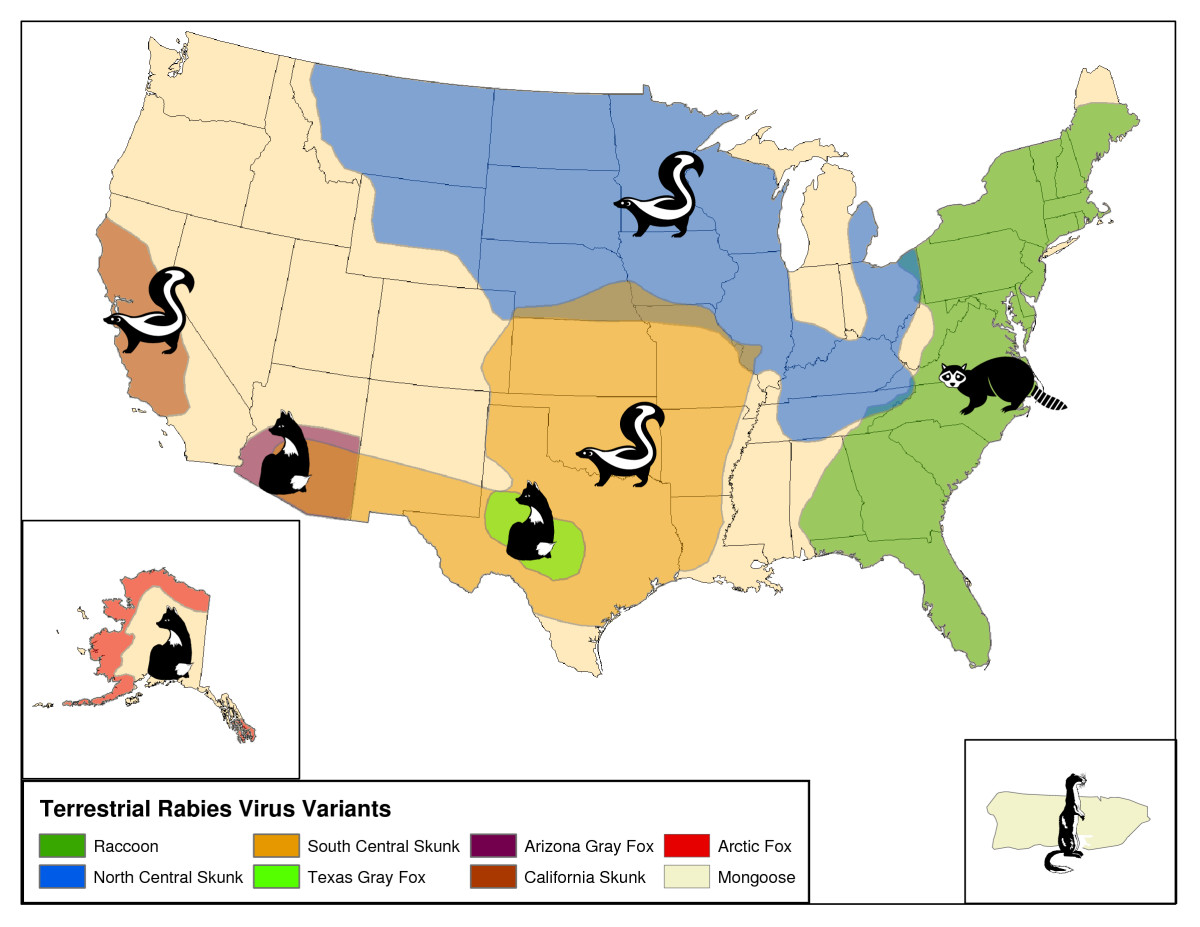 Terrestrial Rabies Virus Variants
Raccoon
South Central Skunk
Arizona Gray Fox
Arctic Fox
North Central Skunk
Texas Gray Fox
California Skunk
Mongoose